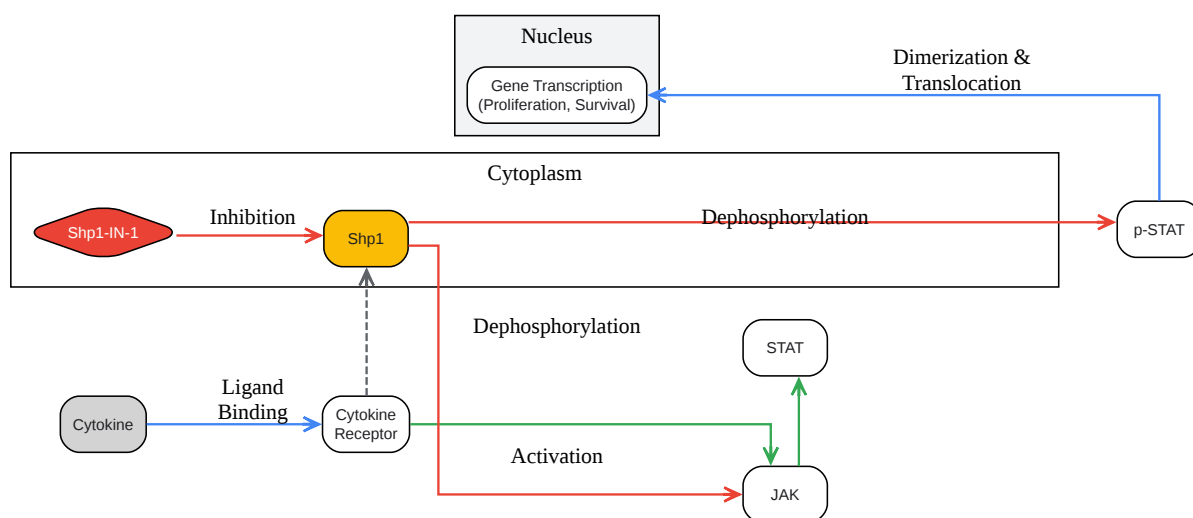 Nucleus
Gene Transcription
(Proliferation, Survival)
Dimerization &
Translocation
Cytoplasm
Shp1-IN-1
Inhibition
Shp1
Dephosphorylation
p-STAT
Dephosphorylation
STAT
Cytokine
Ligand
Binding
Cytokine
Receptor
Activation
JAK